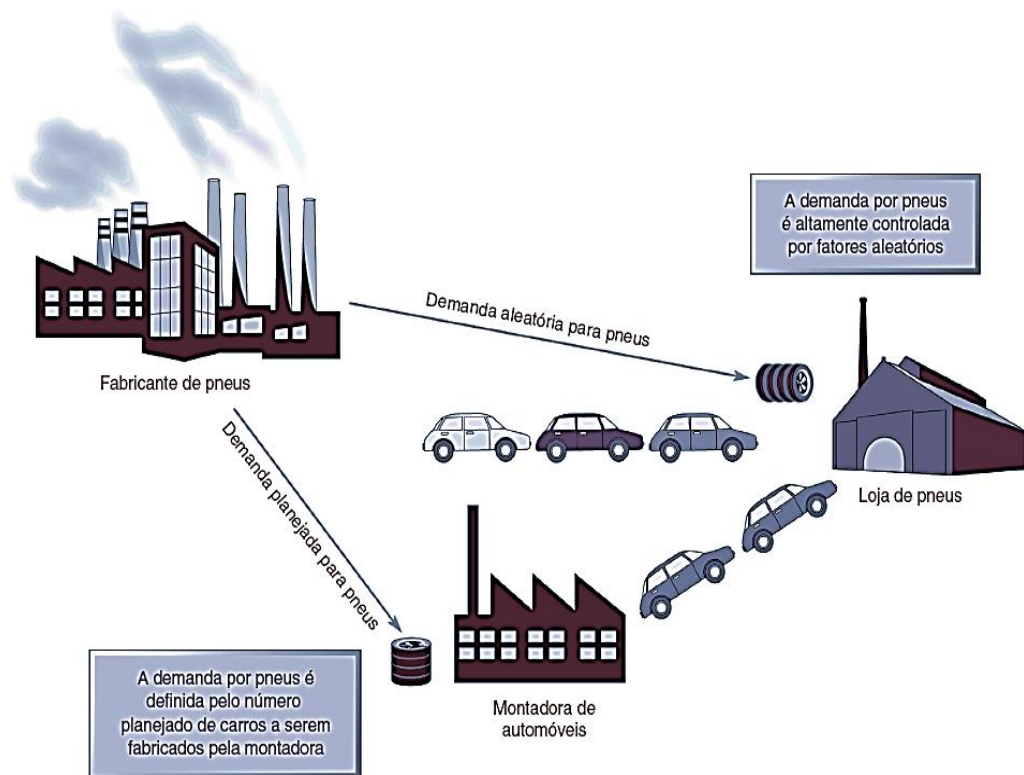 A demanda por pneus
é altamente controlada
por fatores aleatórios
Demanda aleatória para pneus
Fabricante de pneus
Loja de pneus
Demanda planejada para pneus
A demanda por pneus é
definida pelo número
planejado de carros a serem
fabricados pela montadora
Montadora de
automóveis